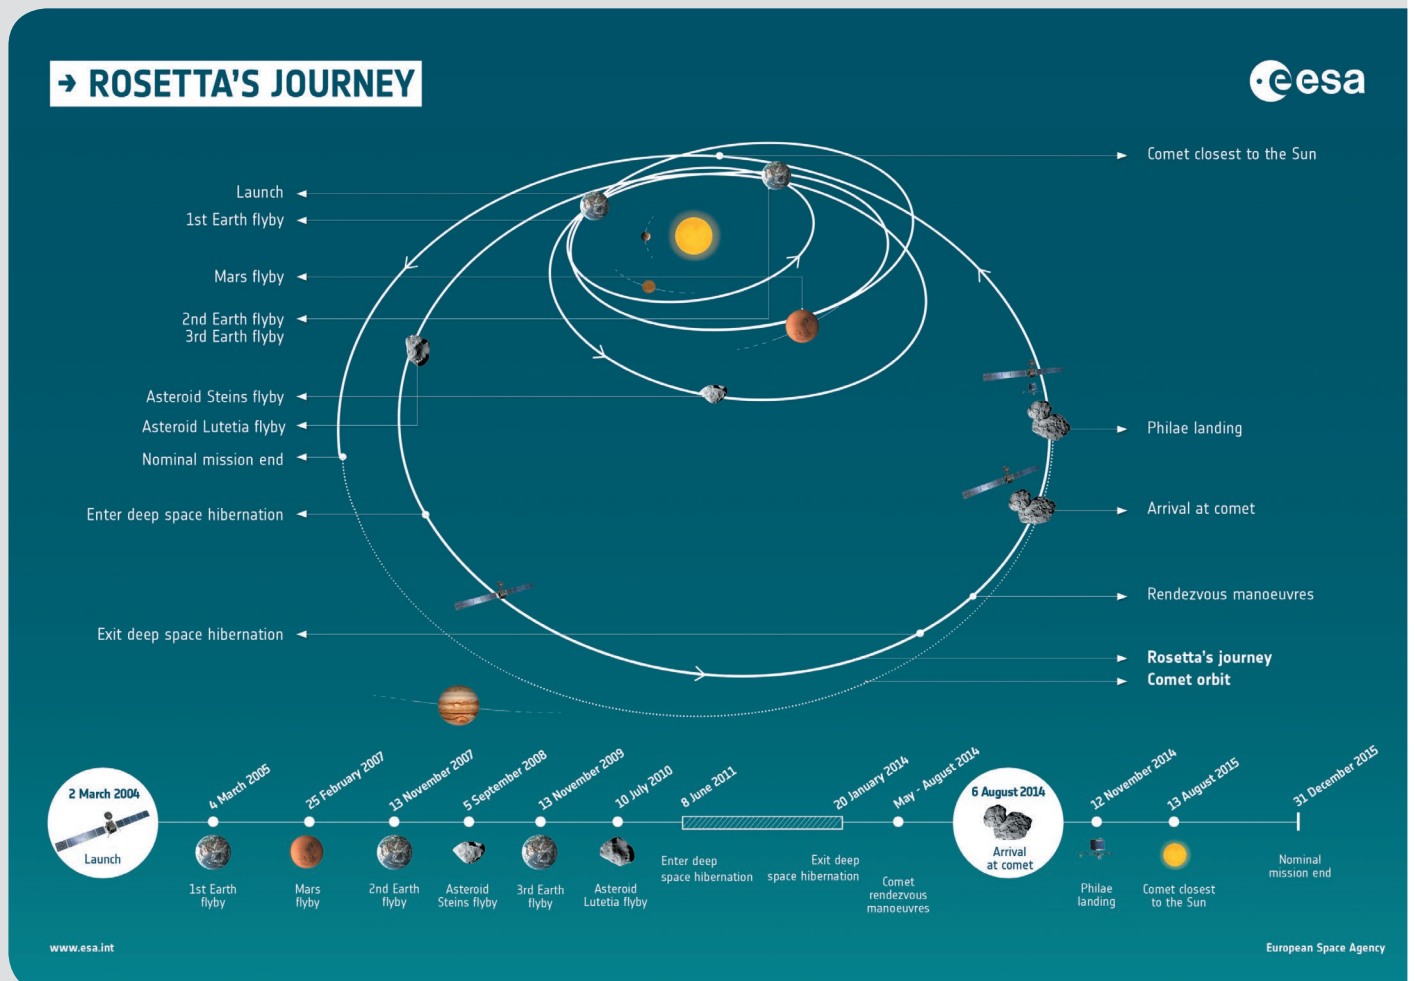 → ROSETTA'S JOURNEY
esa
Comet closest to the Sun
Launch
1st Earth flyby
Mars flyby
2nd Earth flyby
3rd Earth flyby
Asteroid Steins flyby
Asteroid Lutetia flyby
Nominal mission end
Enter deep space hibernation
Exit deep space hibernation
Philae landing
Arrival at comet
Rendezvous manoeuvres
Rosetta's journey
Comet orbit
2 March 2004
Launch
4 March 2005
1st Earth
flyby
25 February 2007
Mars
flyby
13 November 2007
2nd Earth
flyby
5 September 2008
Asteroid
Steins flyby
13 November 2009
3rd Earth
flyby
10 July 2010
Asteroid
Lutetia flyby
8 June 2011
Enter deep
space hibernation
20 January 2014
Exit deep
space hibernation
May - August 2014
Comet
rendezvous
manoeuvres
6 August 2014
Arrival
at comet
12 November 2014
Philae
landing
13 August 2015
Comet closest
to the Sun
31 December 2015
Nominal
mission end
www.esa.int
European Space Agency